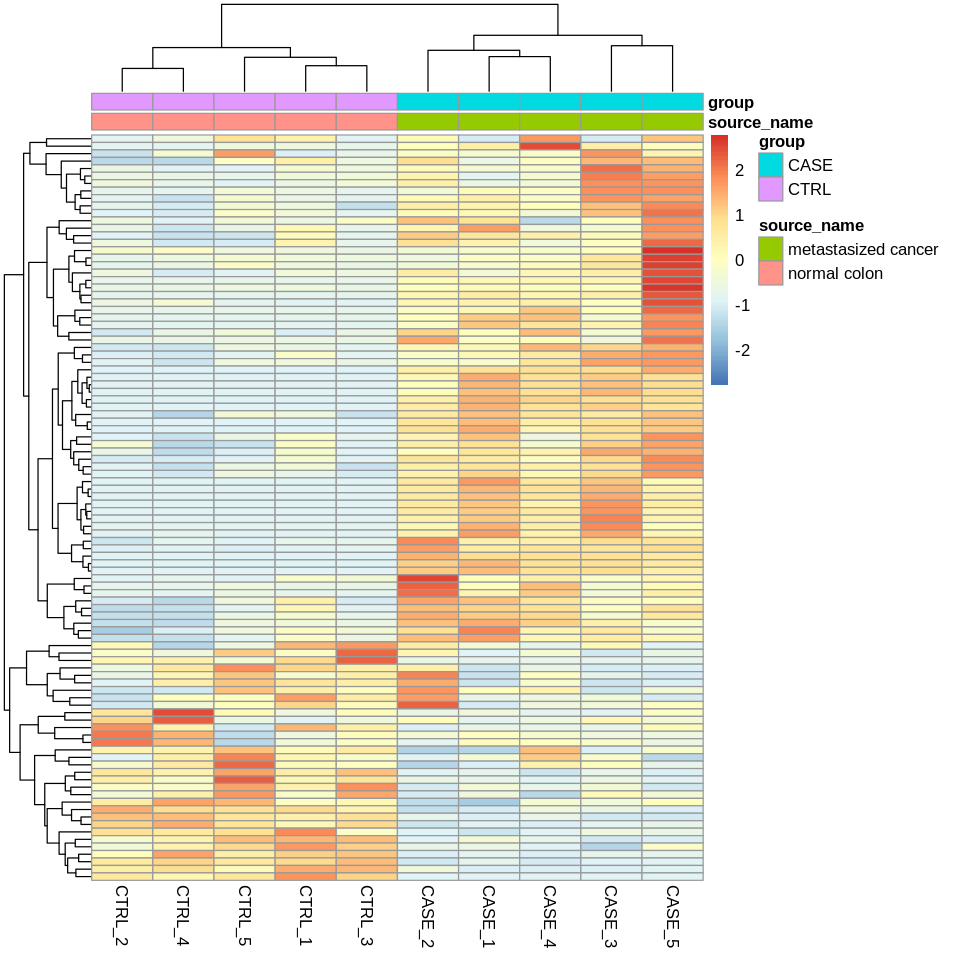 group
source_name
2
1
0
-1
-2
group
CASE
CTRL
source_name
metastasized cancer
normal colon
CTRL_2
CTRL_4
CTRL_5
CTRL_1
CTRL_3
CASE_2
CASE_1
CASE_4
CASE_3
CASE_5